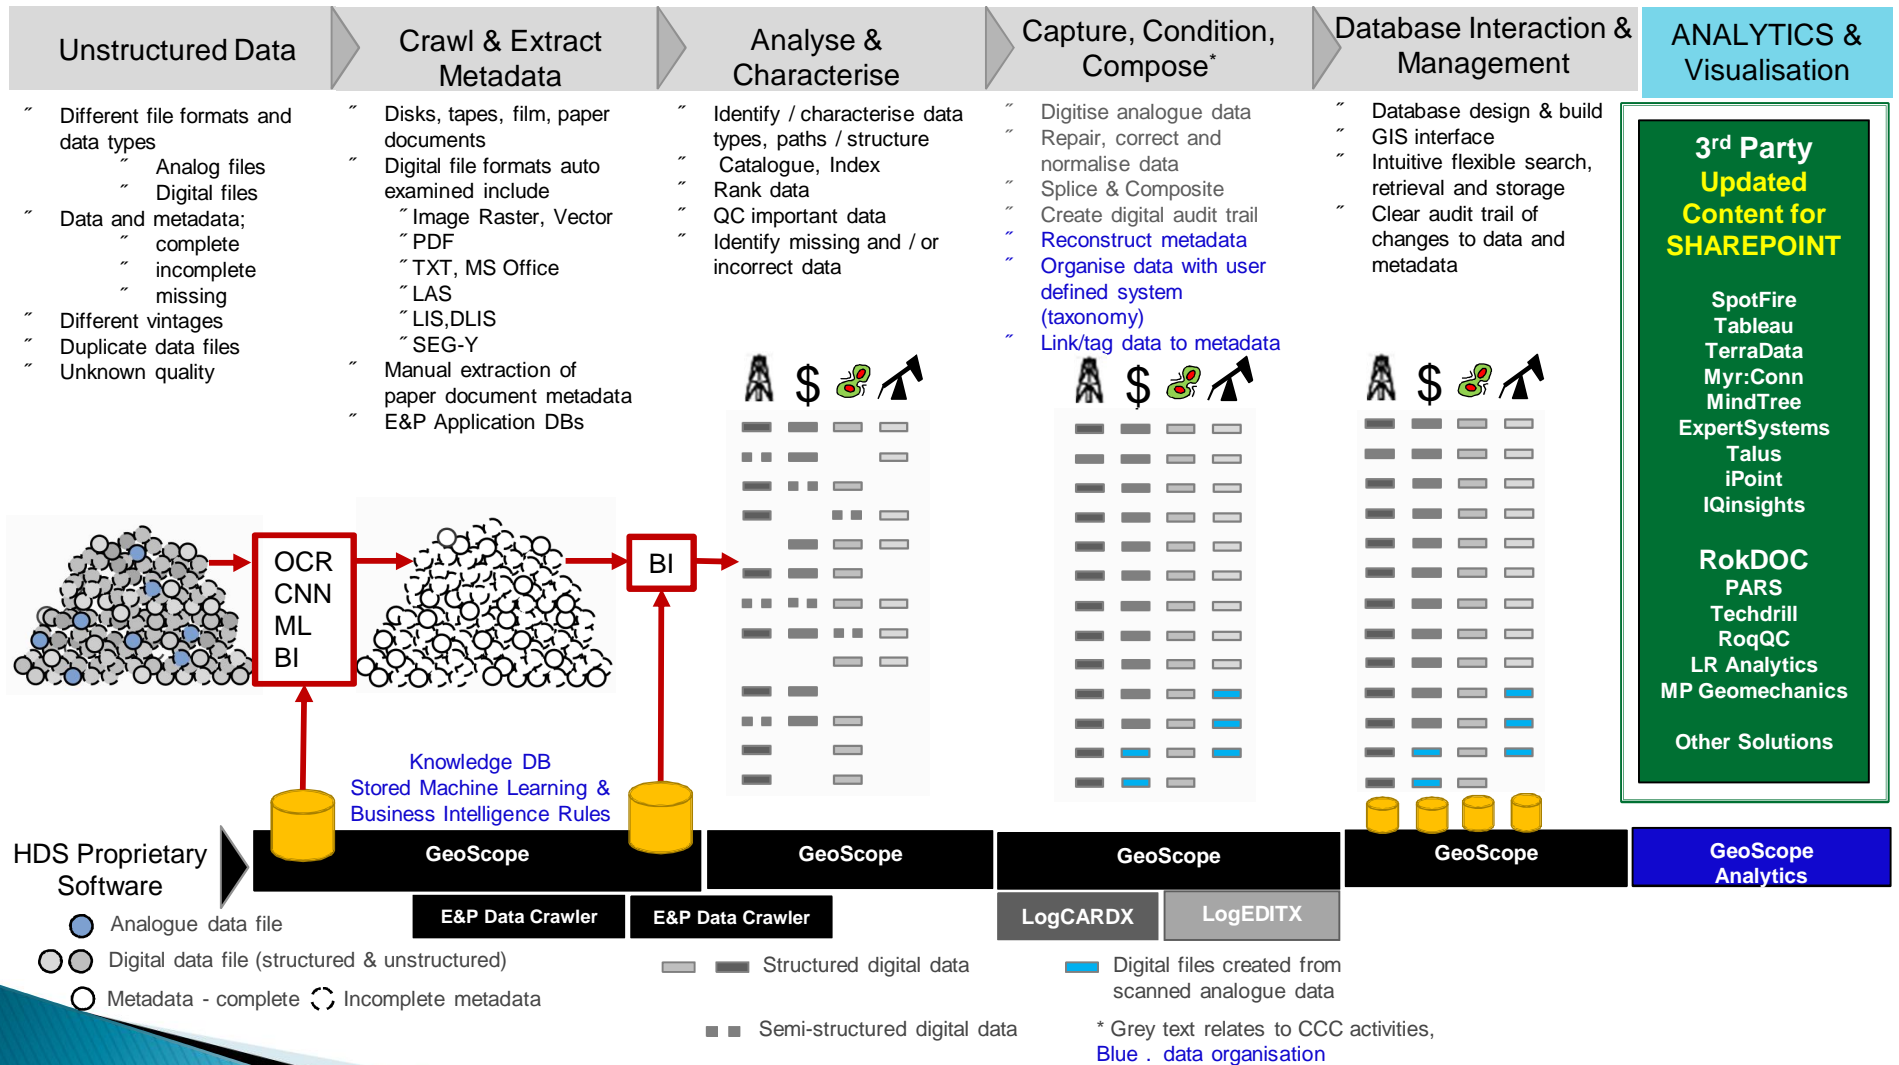 Unstructured Data
Crawl & Extract
Metadata
Analyse &
Characterise
Capture, Condition,
Compose*
Database Interaction &
Management
ANALYTICS &
Visualisation
˝ Different file formats and
data types
˝ Analog files
˝ Digital files
˝ Data and metadata;
˝ complete
˝ incomplete
˝ missing
˝ Different vintages
˝ Duplicate data files
˝ Unknown quality
˝ Disks, tapes, film, paper
documents
˝ Digital file formats auto
examined include
˝ Image Raster, Vector
˝ PDF
˝ TXT, MS Office
˝ LAS
˝ LIS,DLIS
˝ SEG-Y
˝ Manual extraction of
paper document metadata
˝ E&P Application DBs
˝ Identify / characterise data
types, paths / structure
˝ Catalogue, Index
˝ Rank data
˝ QC important data
˝ Identify missing and / or
incorrect data
˝ Digitise analogue data
˝ Repair, correct and
normalise data
˝ Splice & Composite
˝ Create digital audit trail
˝ Reconstruct metadata
˝ Organise data with user
defined system
(taxonomy)
˝ Link/tag data to metadata
˝ Database design & build
˝ GIS interface
˝ Intuitive flexible search,
retrieval and storage
˝ Clear audit trail of
changes to data and
metadata
3rd Party
Updated
Content for
SHAREPOINT
SpotFire
Tableau
TerraData
Myr:Conn
MindTree
ExpertSystems
Talus
iPoint
IQinsights
RokDOC
PARS
Techdrill
RoqQC
LR Analytics
MP Geomechanics
Other Solutions
$
$
$
OCR
CNN
ML
BI
BI
Knowledge DB
Stored Machine Learning &
Business Intelligence Rules
HDS Proprietary
Software
GeoScope
GeoScope
GeoScope
GeoScope
GeoScope
Analytics
E&P Data Crawler
E&P Data Crawler
LogCARDX
LogEDITX
Analogue data file
Digital data file (structured & unstructured)
Metadata - complete
Incomplete metadata
Structured digital data
Semi-structured digital data
Digital files created from
scanned analogue data
* Grey text relates to CCC activities,
Blue . data organisation